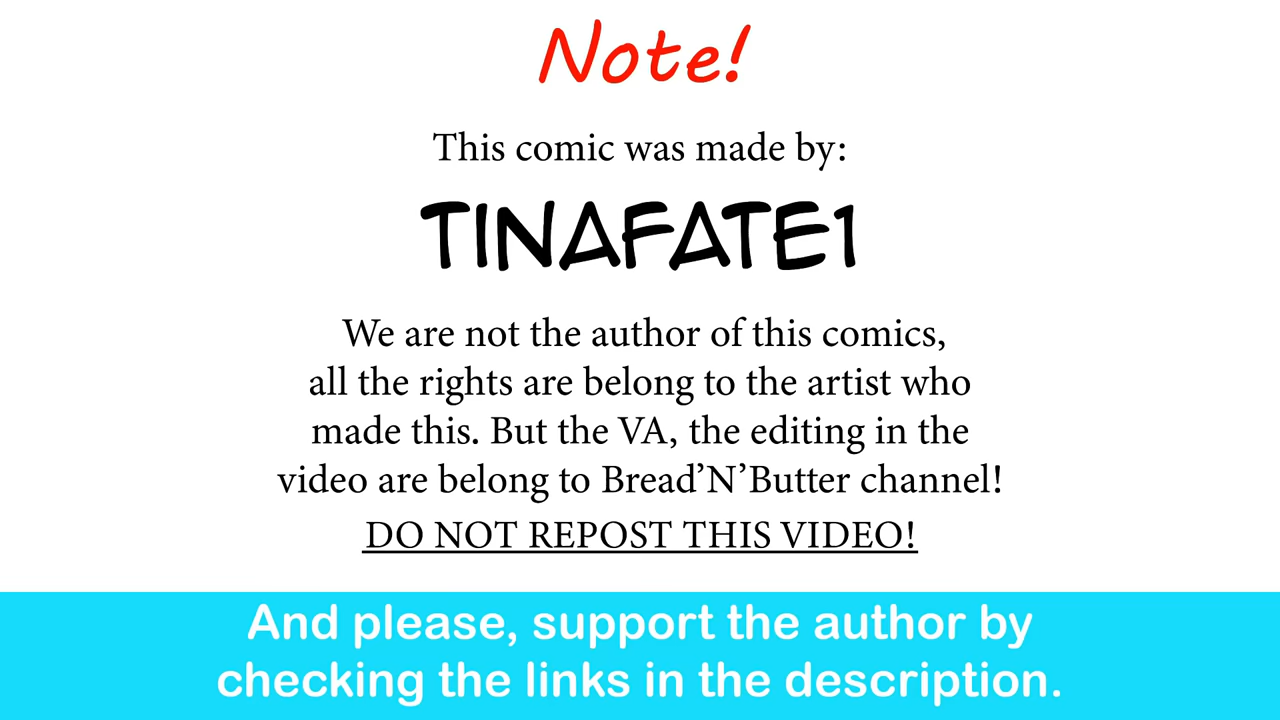 Note!
This comic was made by:
TINAFATE1
We are not the author of this comics,
all the rights are belong to the artist who
made this. But the VA, the editing in the
video are belong to Bread’N’Butter channel!
DO NOT REPOST THIS VIDEO!
And please, support the author by
checking the links in the description.